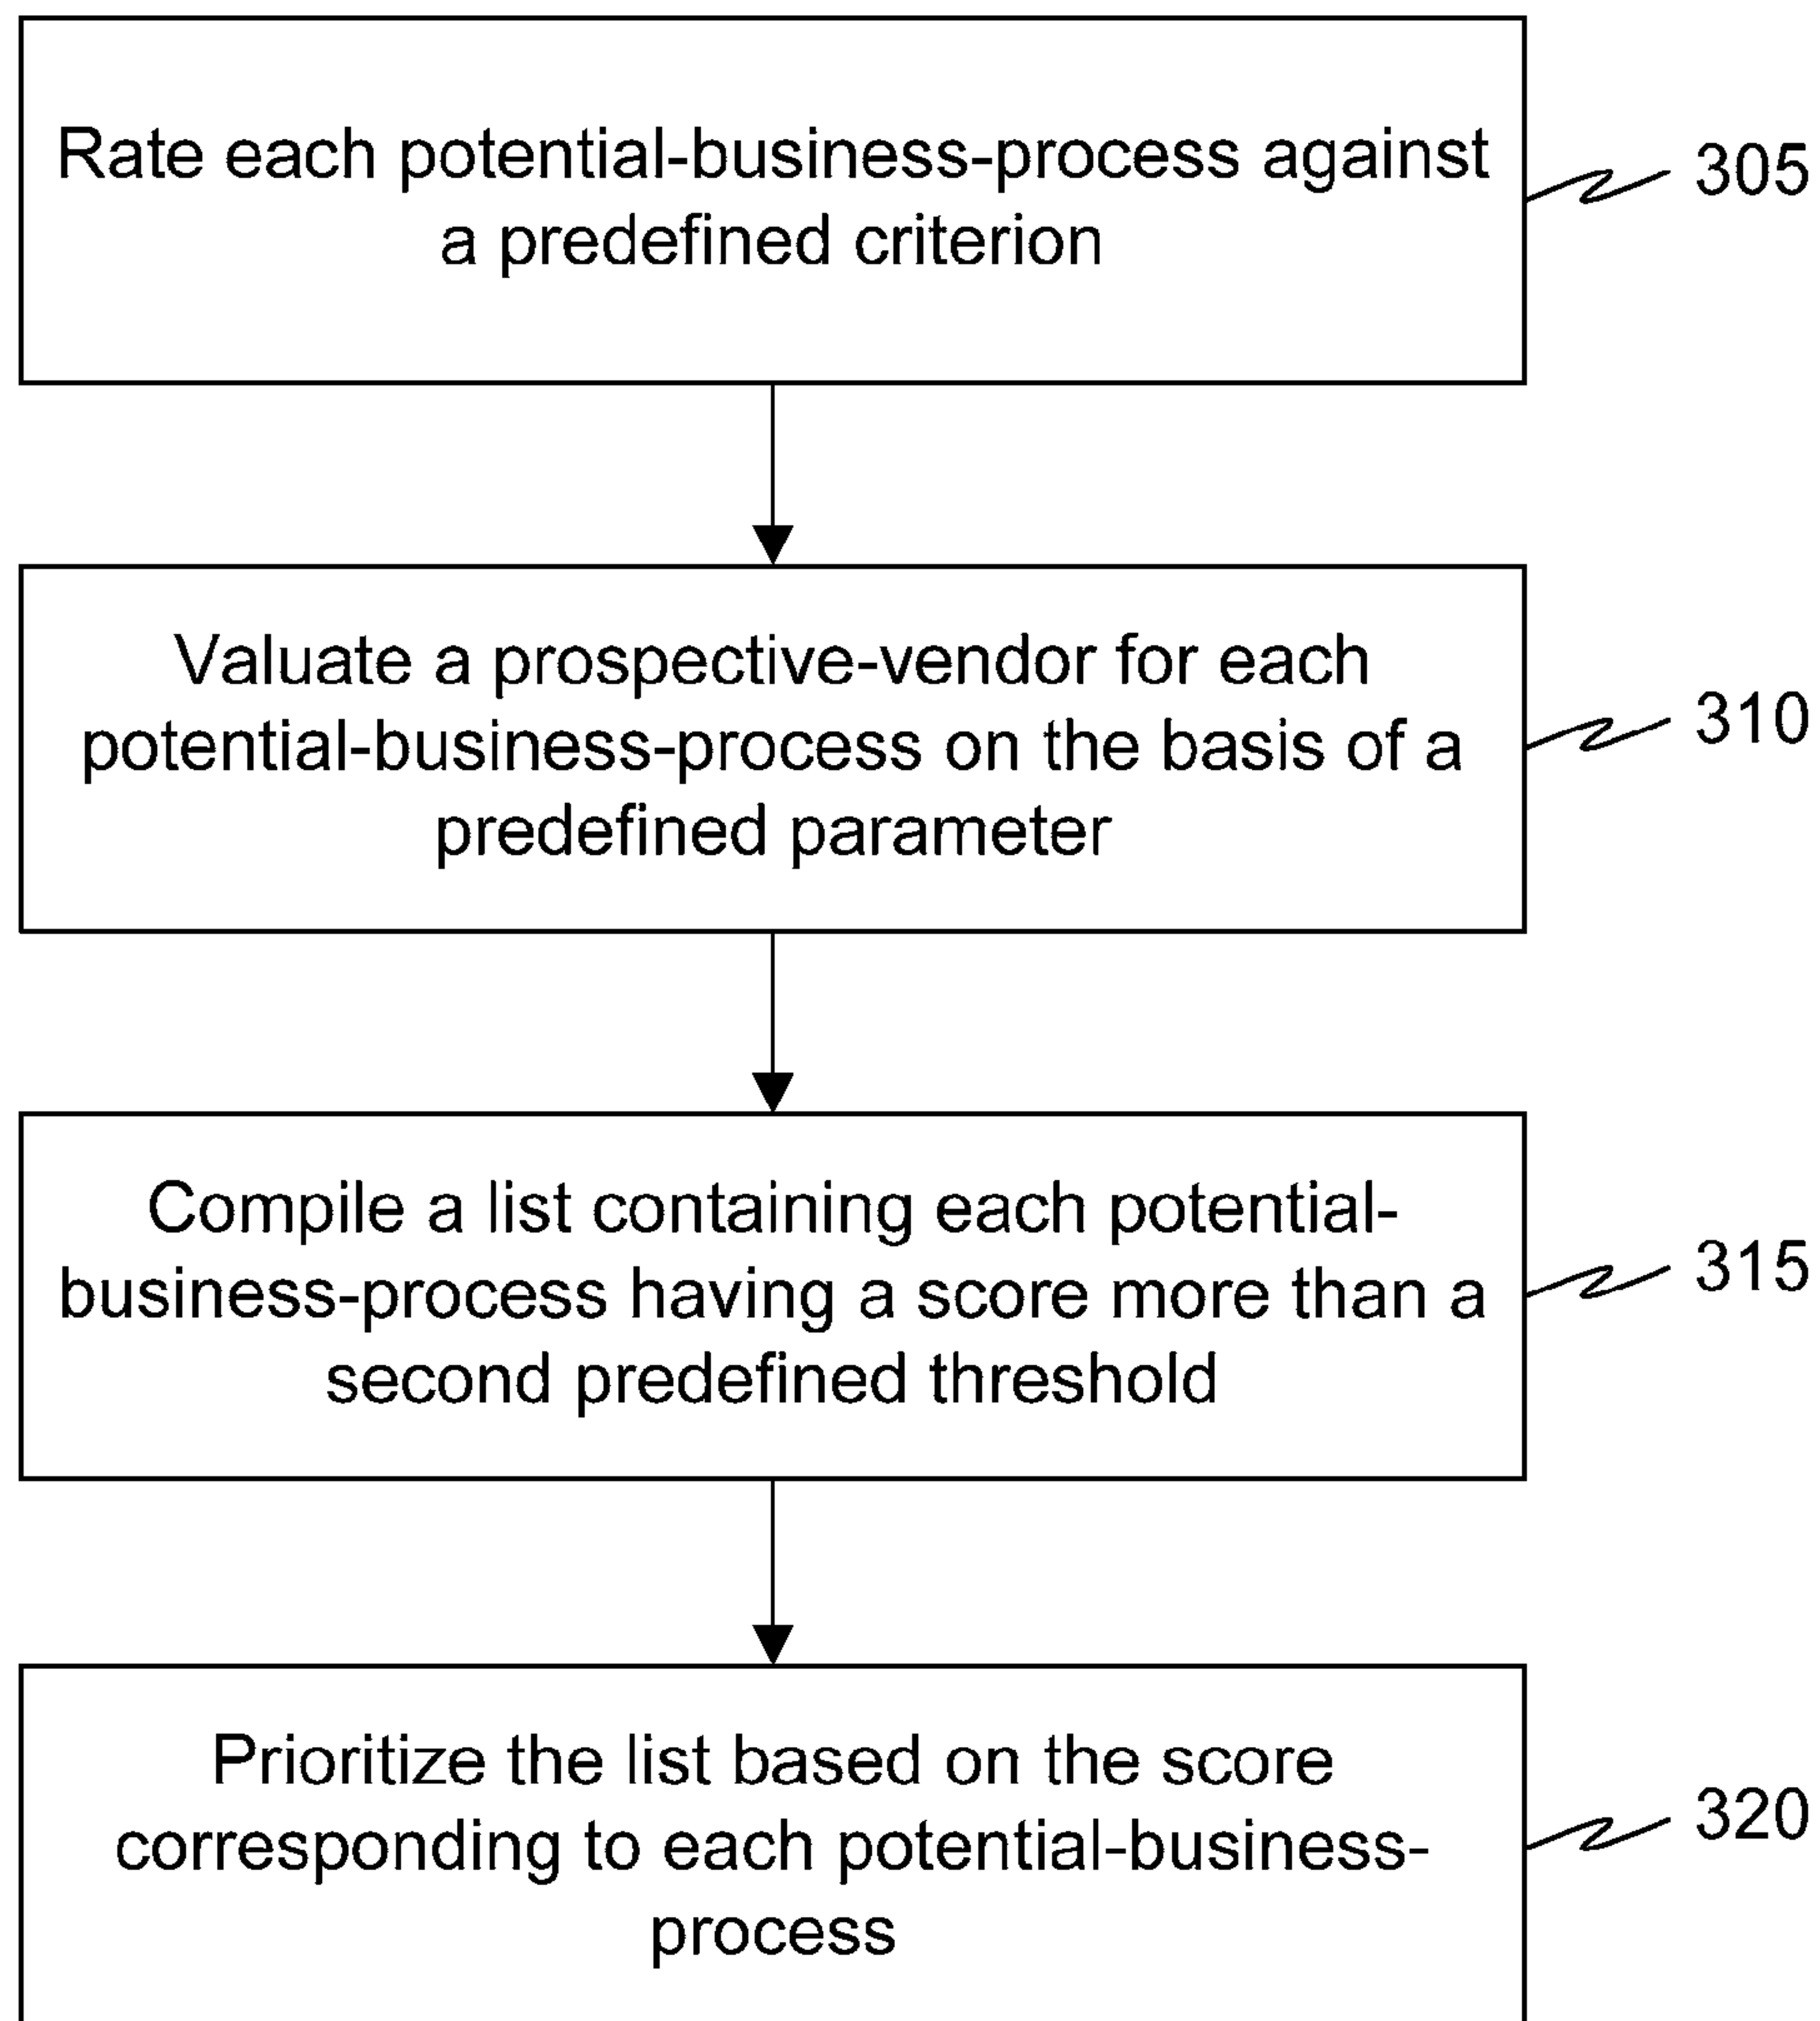 Rate each potential-business-process against
a predefined criterion
305
Valuate a prospective-vendor for each
potential-business-process on the basis of a
predefined parameter
310
Compile a list containing each potential-
business-process having a score more than a
second predefined threshold
315
Prioritize the list based on the score
corresponding to each potential-business-
process
320